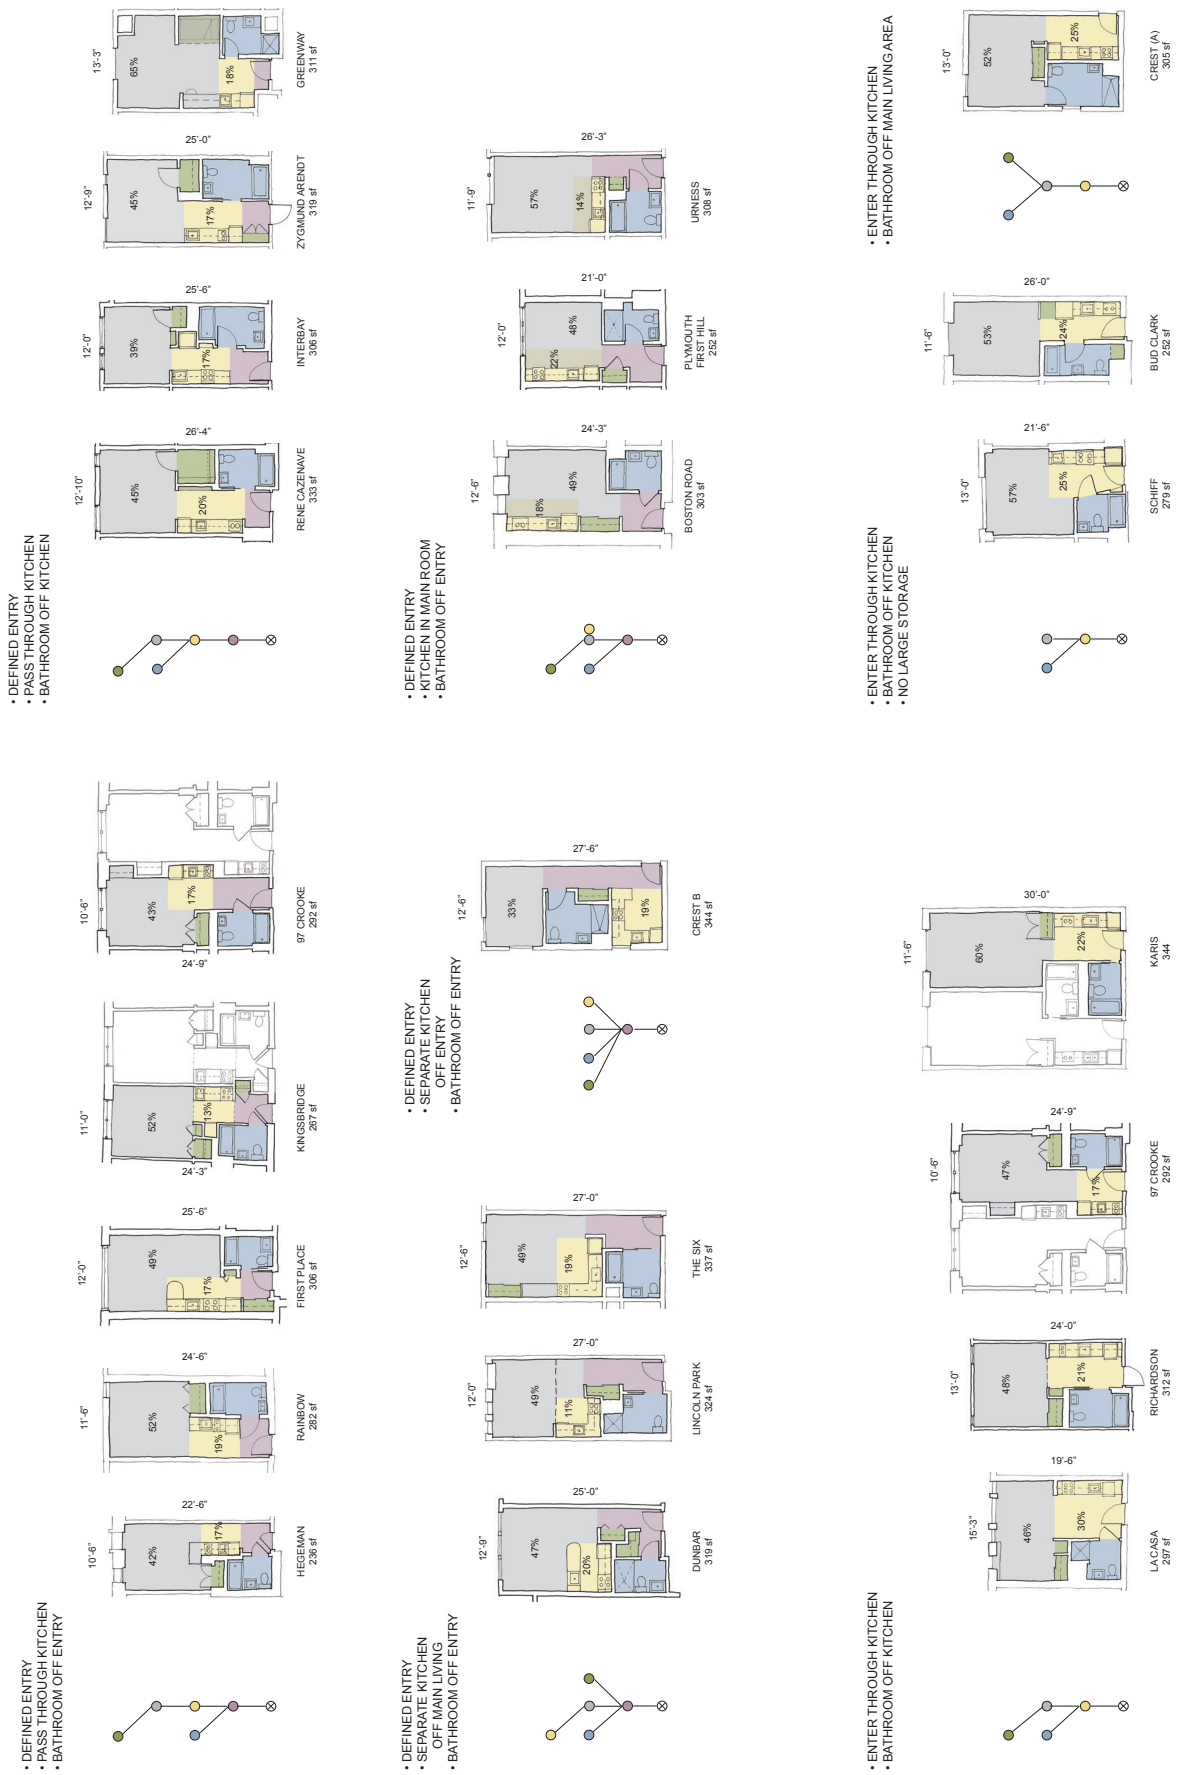 • DEFINED ENTRY
• PASS THROUGH KITCHEN
• BATHROOM OFF ENTRY
10'-6"
22'-6"
42%
17%
HEGEMAN
236 sf
11'-6"
24'-6"
52%
19%
RAINBOW
282 sf
12'-0"
25'-6"
49%
17%
FIRST PLACE
306 sf
11'-0"
24'-3"
52%
13%
KINGSBRIDGE
267 sf
10'-6"
24'-9"
43%
17%
97 CROOKE
292 sf
• DEFINED ENTRY
• PASS THROUGH KITCHEN
• BATHROOM OFF KITCHEN
12'-10"
26'-4"
45%
20%
RENE CAZENAVE
333 sf
12'-0"
25'-6"
39%
17%
INTERBAY
306 sf
12'-9"
25'-0"
45%
17%
ZYGMUND ARENDT
319 sf
13'-3"
65%
18%
GREENWAY
311 sf
• DEFINED ENTRY
• SEPARATE KITCHEN
OFF MAIN LIVING
• BATHROOM OFF ENTRY
12'-9"
25'-0"
47%
20%
DUNBAR
319 sf
12'-0"
27'-0"
49%
11%
LINCOLN PARK
324 sf
12'-6"
27'-0"
49%
19%
THE SIX
337 sf
• DEFINED ENTRY
• SEPARATE KITCHEN
OFF ENTRY
• BATHROOM OFF ENTRY
12'-6"
27'-6"
33%
19%
CREST B
344 sf
• DEFINED ENTRY
• KITCHEN IN MAIN ROOM
• BATHROOM OFF ENTRY
12'-6"
24'-3"
18%
49%
BOSTON ROAD
303 sf
12'-0"
21'-0"
22%
48%
PLYMOUTH
FIRST HILL
252 sf
11'-9"
26'-3"
57%
14%
URNESS
308 sf
• ENTER THROUGH KITCHEN
• BATHROOM OFF KITCHEN
15'-3"
19'-6"
46%
30%
LA CASA
297 sf
13'-0"
24'-0"
48%
21%
RICHARDSON
312 sf
10'-6"
24'-9"
47%
17%
97 CROOKE
292 sf
11'-6"
30'-0"
60%
22%
KARIS
344
• ENTER THROUGH KITCHEN
• BATHROOM OFF KITCHEN
• NO LARGE STORAGE
13'-0"
21'-6"
57%
25%
SCHIFF
279 sf
11'-6"
26'-0"
53%
24%
BUD CLARK
252 sf
• ENTER THROUGH KITCHEN
• BATHROOM OFF MAIN LIVING AREA
13'-0"
52%
25%
CREST (A)
305 sf